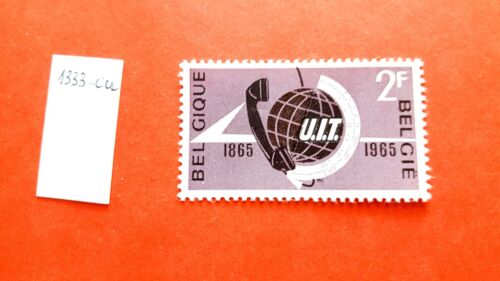 1333-cu
BELGIQUE
2F
U.I.T.
1865
1965
BELGIË